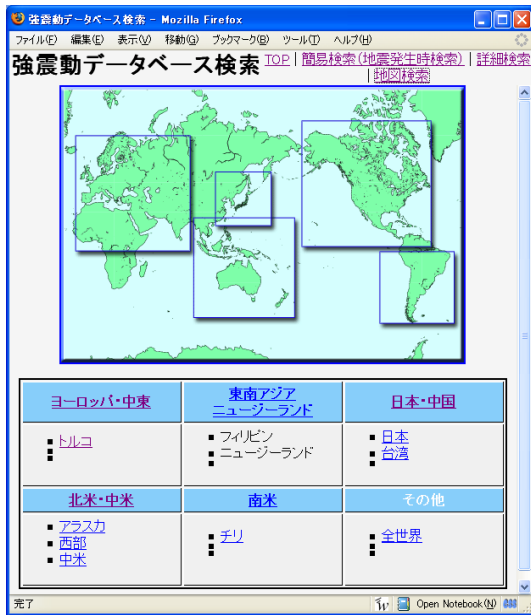 強震動データベース検索 - Mozilla Firefox
ファイル(F) 編集(E) 表示(V) 移動(G) ブックマーク(B) ツール(T) ヘルプ(H)
強震動データベース検索 TOP | 簡易検索(地震発生時検索) | 詳細検索
| 地図検索
ヨーロッパ・中東
東南アジア
ニュージーランド
日本・中国
トルコ
フィリピン
ニュージーランド
日本
台湾
北米・中米
南米
その他
アラスカ
西部
中米
チリ
全世界
完了 Open Notebook(N)